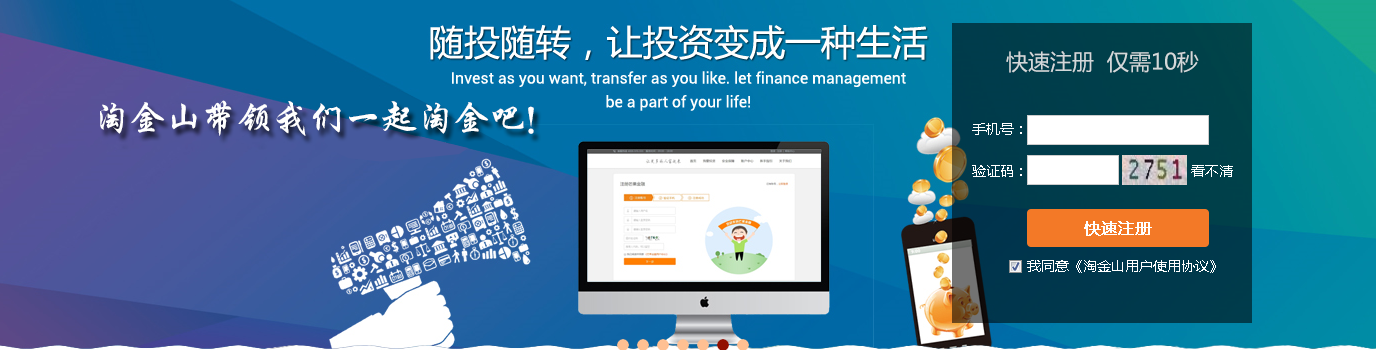 随投随转，让投资变成一种生活
Invest as you want, transfer as you like. let finance management
be a part of your life!
淘金山带领我们一起淘金吧!
快速注册 仅需10秒
手机号：
验证码：
2751
看不清
快速注册
我同意《淘金山用户使用协议》